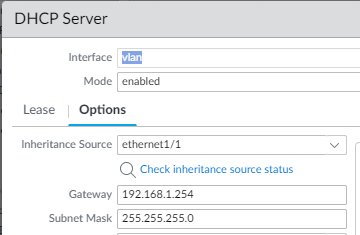 DHCP Server
Interface vlan
Mode enabled
Lease Options
Inheritance Source ethernet1/1
Check inheritance source status
Gateway 192.168.1.254
Subnet Mask 255.255.255.0